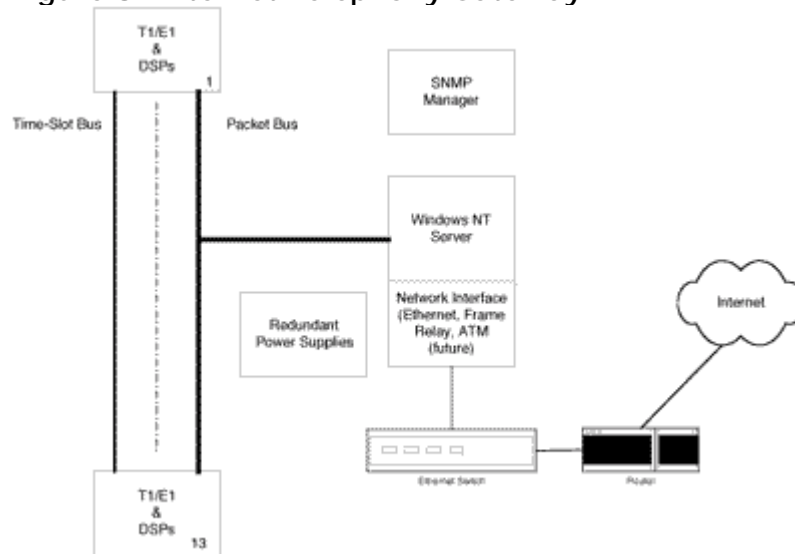 T1/E1
&
DSPs
1
SNMP
Manager
Time-Slot Bus
Packet Bus
Windows NT
Server
Network Interface
(Ethernet, Frame
Relay, ATM
(future)
Redundant
Power Supplies
Internet
Ethernet Switch
Router
T1/E1
&
DSPs
13